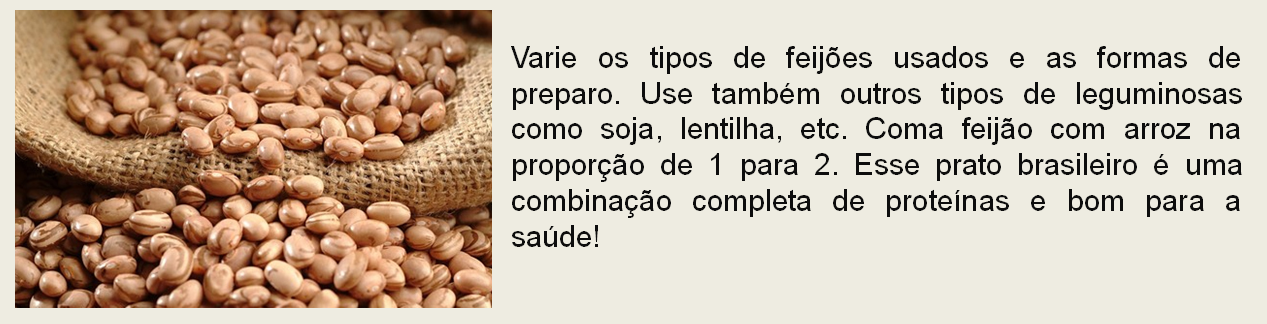 Varie os tipos de feijões usados e as formas de
preparo. Use também outros tipos de leguminosas
como soja, lentilha, etc. Coma feijão com arroz na
proporção de 1 para 2. Esse prato brasileiro é uma
combinação completa de proteínas e bom para a
saúde!